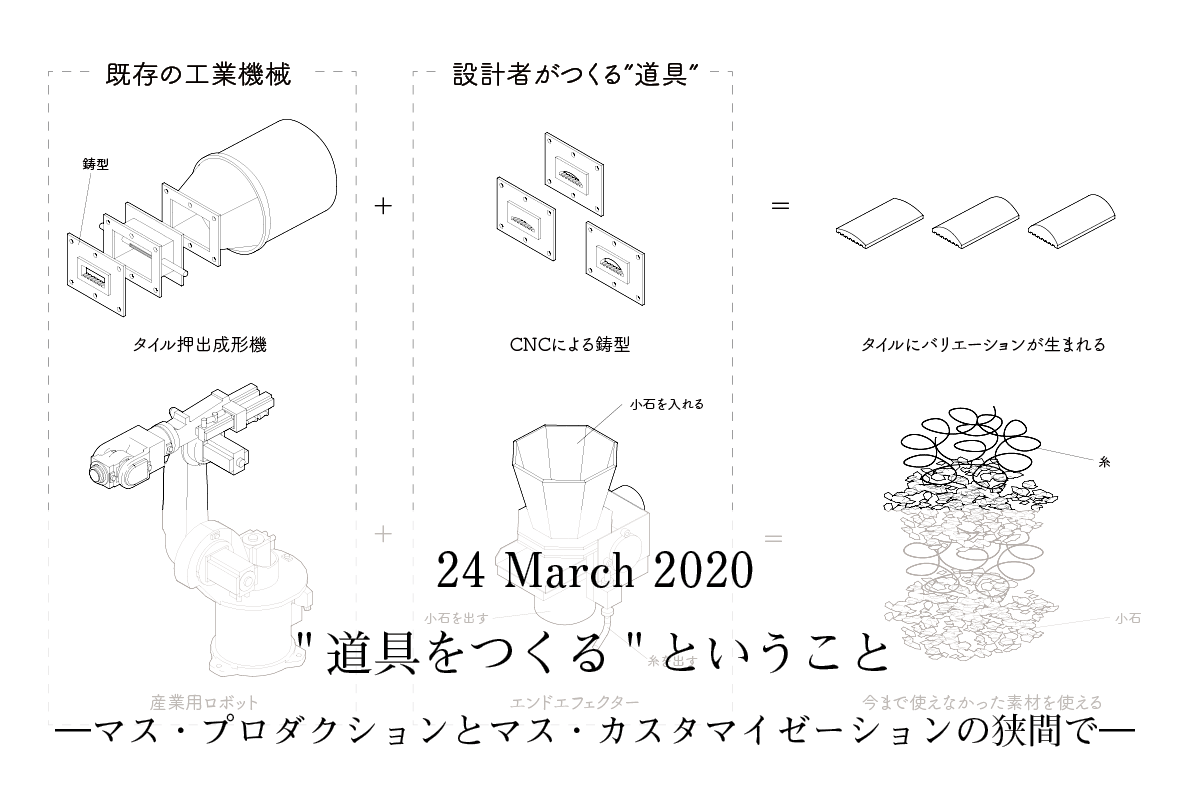 既存の工業機械
設計者がつくる"道具"
鋳型
+
=
タイル押出成形機
CNCによる鋳型
タイルにバリエーションが生まれる
小石を入れる
糸
+
=
24 March 2020
小石を出す
小石
"道具をつくる"ということ
糸を出す
産業用ロボット
エンドエフェクター
今まで使えなかった素材を使える
―マス・プロダクションとマス・カスタマイゼーションの狭間で―